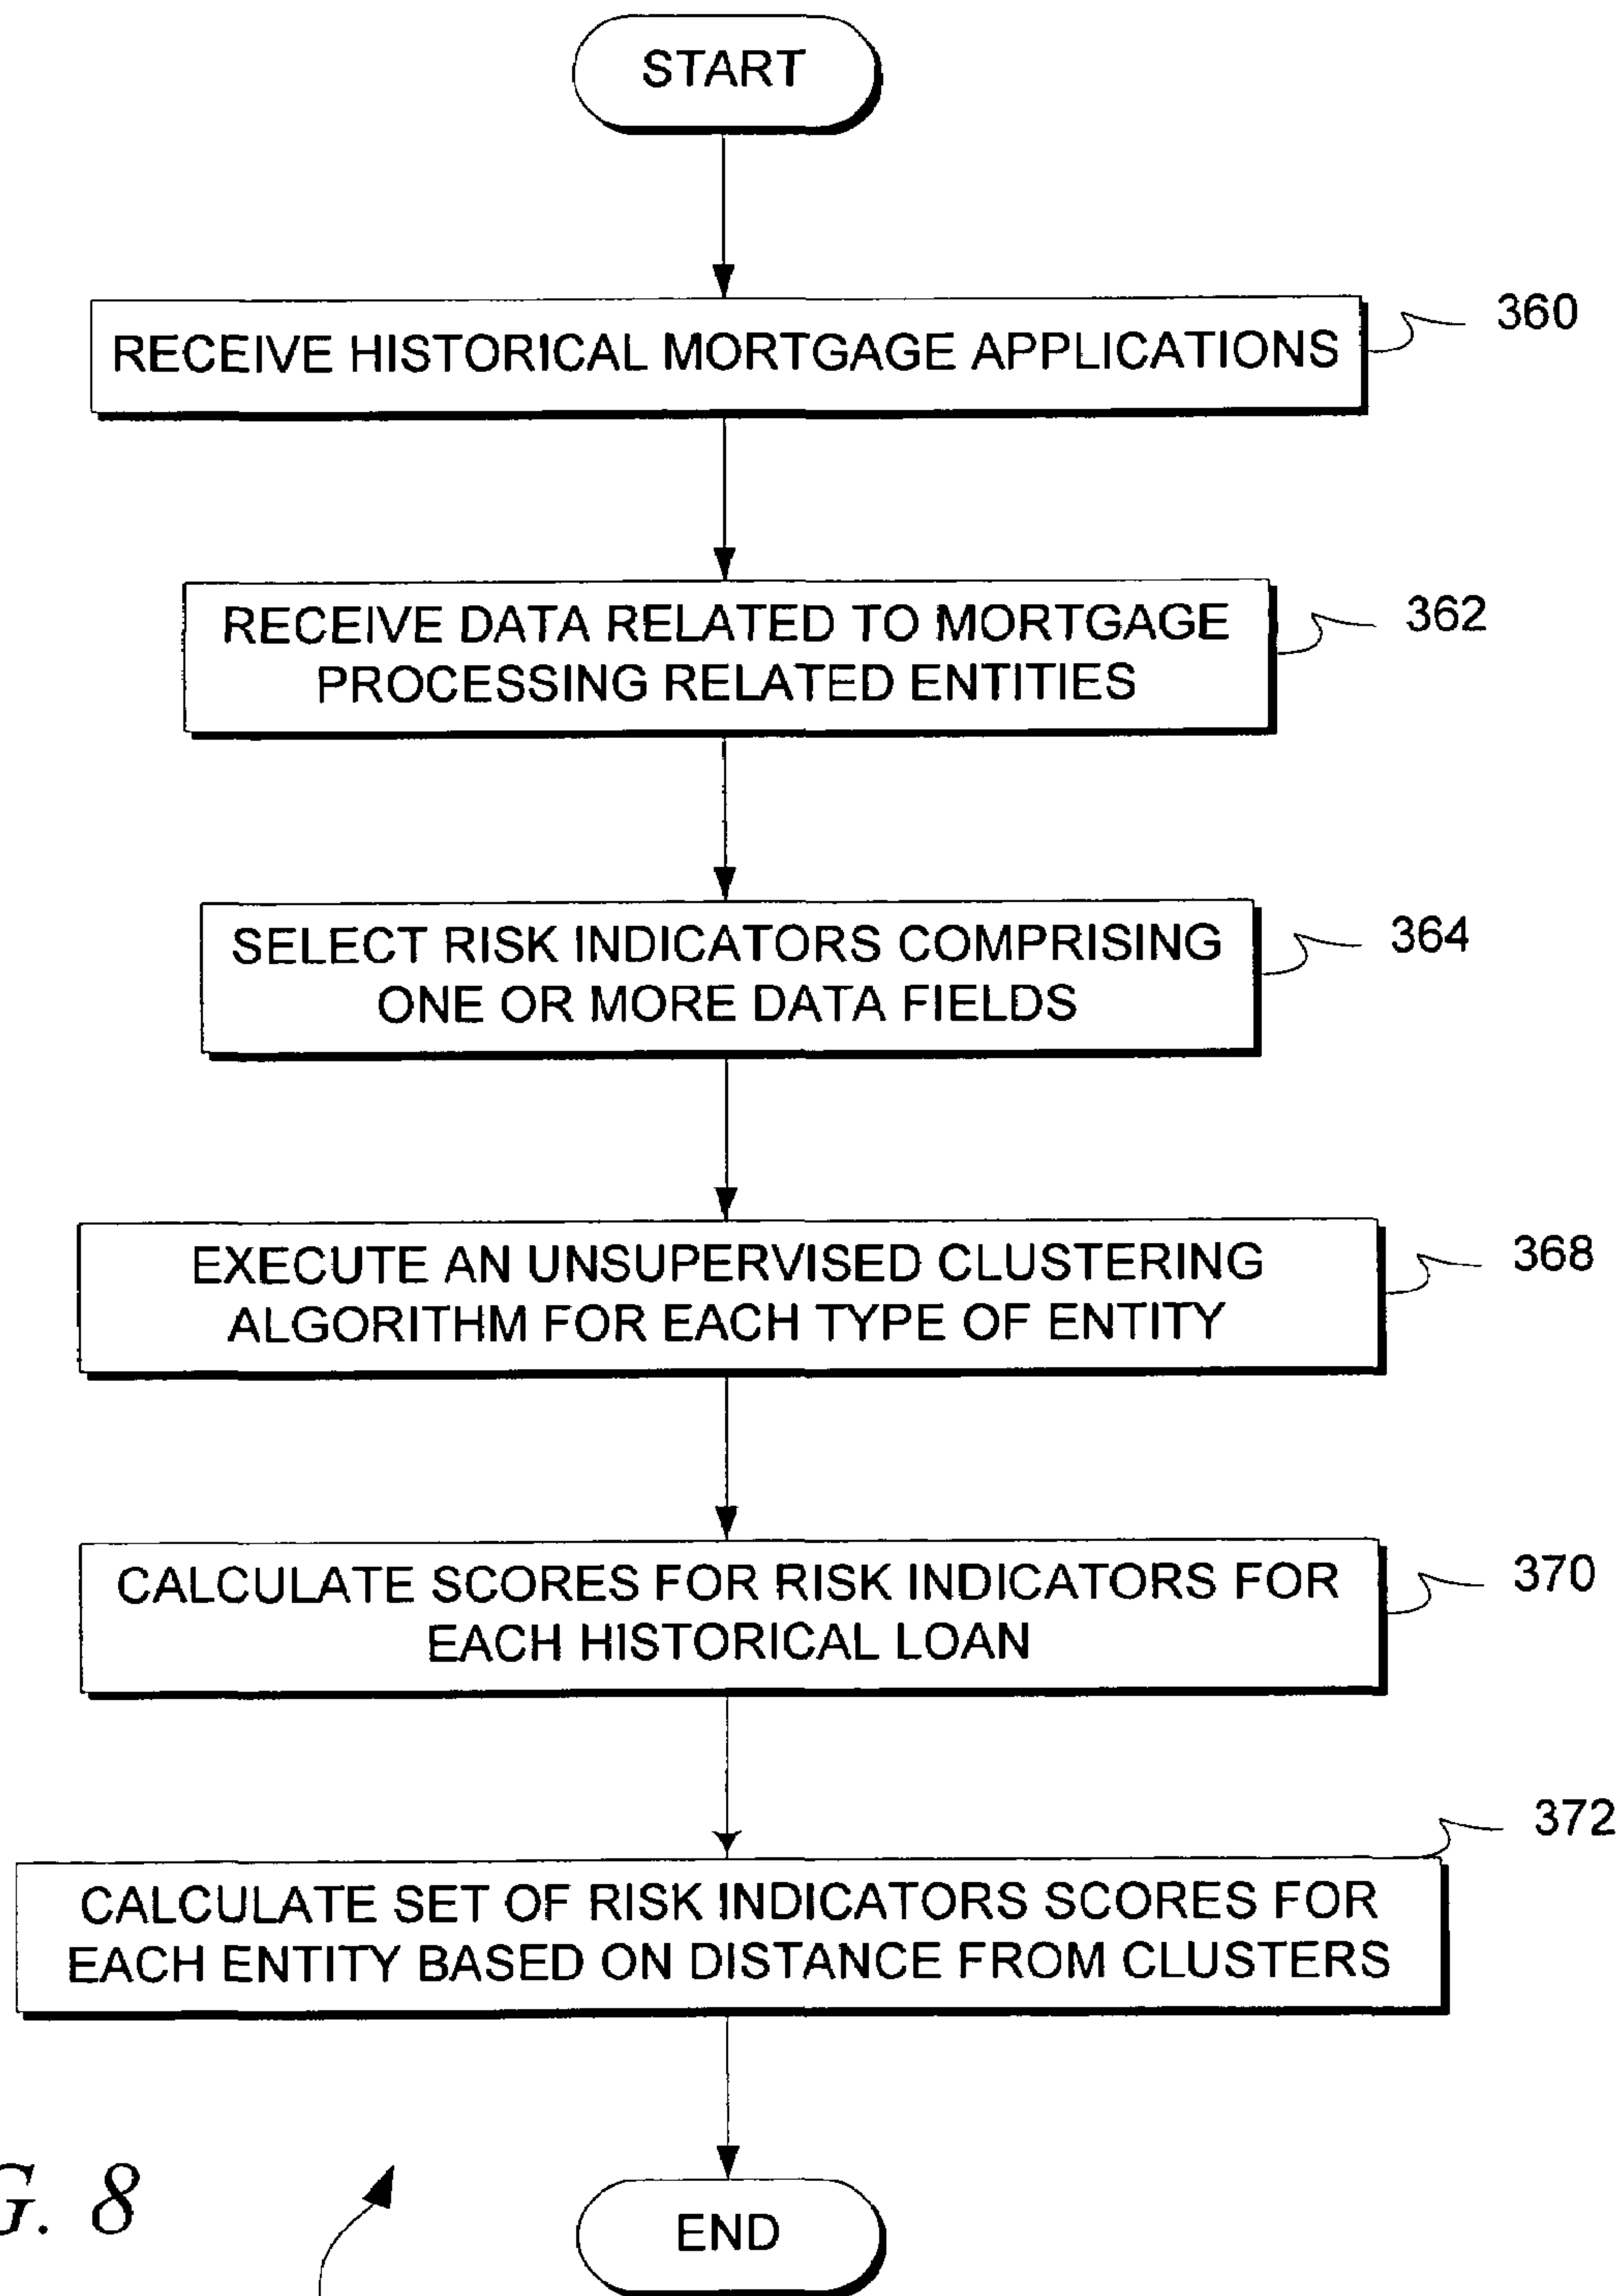 START
RECEIVE HISTORICAL MORTGAGE APPLICATIONS
360
RECEIVE DATA RELATED TO MORTGAGE
PROCESSING RELATED ENTITIES
362
SELECT RISK INDICATORS COMPRISING
ONE OR MORE DATA FIELDS
364
EXECUTE AN UNSUPERVISED CLUSTERING
ALGORITHM FOR EACH TYPE OF ENTITY
368
CALCULATE SCORES FOR RISK INDICATORS FOR
EACH HISTORICAL LOAN
370
CALCULATE SET OF RISK INDICATORS SCORES FOR
EACH ENTITY BASED ON DISTANCE FROM CLUSTERS
372
G. 8
END